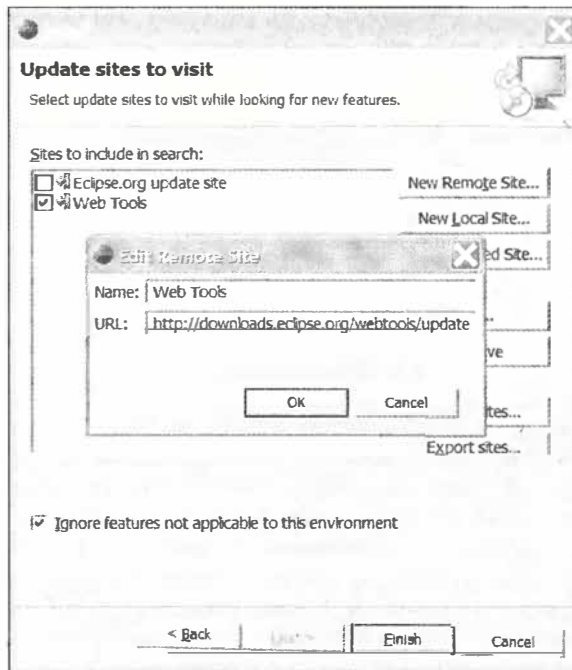 Update sites to visit
Select update sites to visit while looking for new features.
Sites to include in search:
Eclipse.org update site
Web Tools
New Remote Site...
New Local Site...
ed Site...
Edit Remote Site
Name: Web Tools
URL: http://downloads.eclipse.org/webtools/update
..
ve
OK Cancel
tes...
Export sites...
Ignore features not applicable to this environment
< Back Next > Finish Cancel